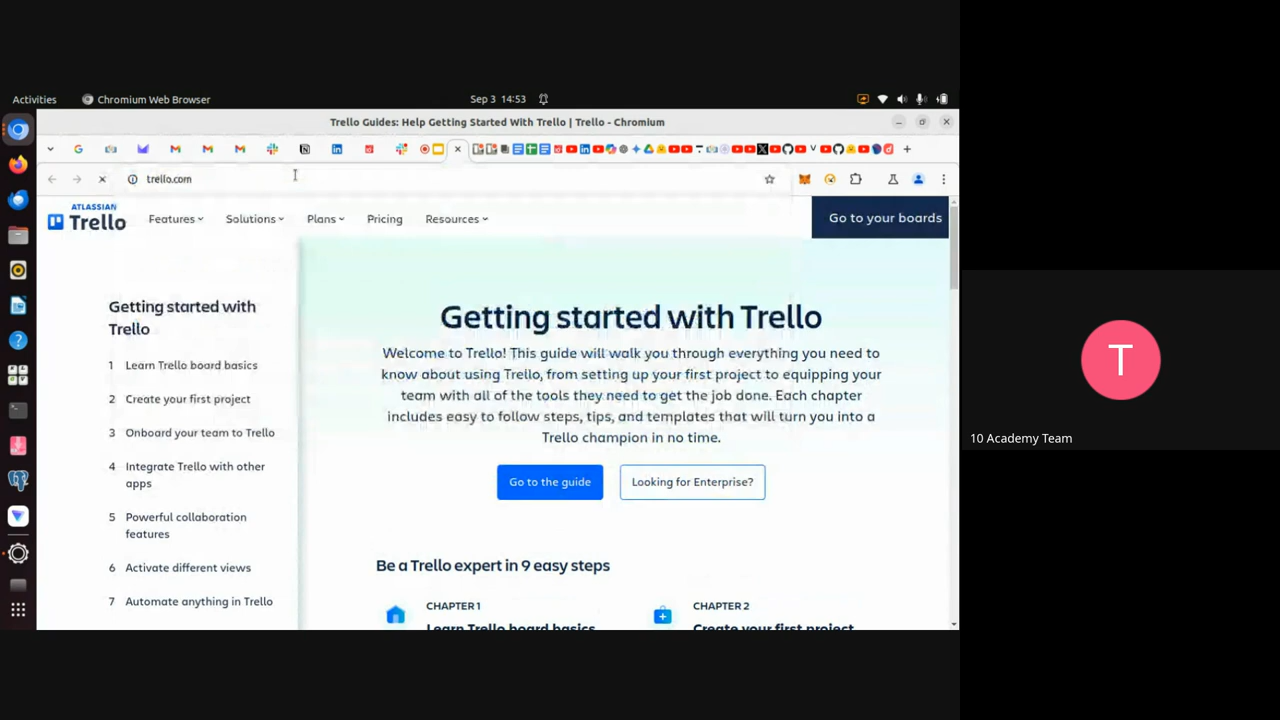 Activities
Chromium Web Browser
Sep 3 14:53
Trello Guides: Help Getting Started With Trello | Trello - Chromium
trello.com
ATLASSIAN
Trello
Features
Solutions
Plans
Pricing
Resources
Go to your boards
Getting started with
Trello
1 Learn Trello board basics
2 Create your first project
3 Onboard your team to Trello
4 Integrate Trello with other
apps
5 Powerful collaboration
features
6 Activate different views
7 Automate anything in Trello
Getting started with Trello
Welcome to Trello! This guide will walk you through everything you need to
know about using Trello, from setting up your first project to equipping your
team with all of the tools they need to get the job done. Each chapter
includes easy to follow steps, tips, and templates that will turn you into a
Trello champion in no time.
Go to the guide
Looking for Enterprise?
Be a Trello expert in 9 easy steps
CHAPTER 1
Learn Trello board basics
CHAPTER 2
Create your first project
T
10 Academy Team